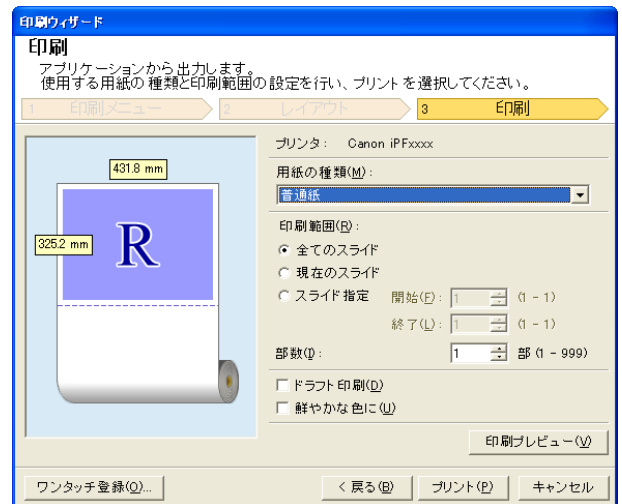 印刷ウィザード
印刷
アプリケーションから出力します。
使用する用紙の種類と印刷範囲の設定を行い、プリントを選択してください。
1 印刷メニュー 2 レイアウト 3 印刷
プリンタ: Canon iPFxxxx
431.8 mm
用紙の種類(M):
普通紙
325.2 mm
R
印刷範囲(R):
全てのスライド
現在のスライド
スライド指定 開始(F): 1 (1 - 1)
終了(L): 1 (1 - 1)
部数(I): 1 部 (1 - 999)
ドラフト印刷(D)
鮮やかな色に(U)
印刷プレビュー(V)
ワンタッチ登録(O)... < 戻る(B) プリント(P) キャンセル